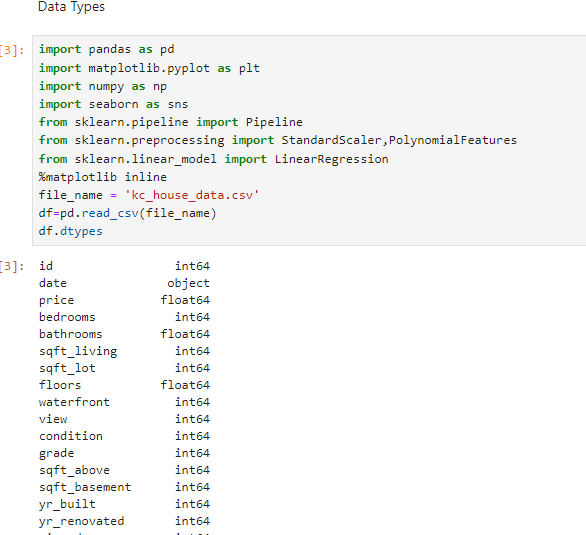 Data Types
[3]:
import pandas as pd
import matplotlib.pyplot as plt
import numpy as np
import seaborn as sns
from sklearn.pipeline import Pipeline
from sklearn.preprocessing import StandardScaler,PolynomialFeatures
from sklearn.linear_model import LinearRegression
%matplotlib inline
file_name = 'kc_house_data.csv'
df=pd.read_csv(file_name)
df.dtypes
[3]:
id int64
date object
price float64
bedrooms int64
bathrooms float64
sqft_living int64
sqft_lot int64
floors float64
waterfront int64
view int64
condition int64
grade int64
sqft_above int64
sqft_basement int64
yr_built int64
yr_renovated int64